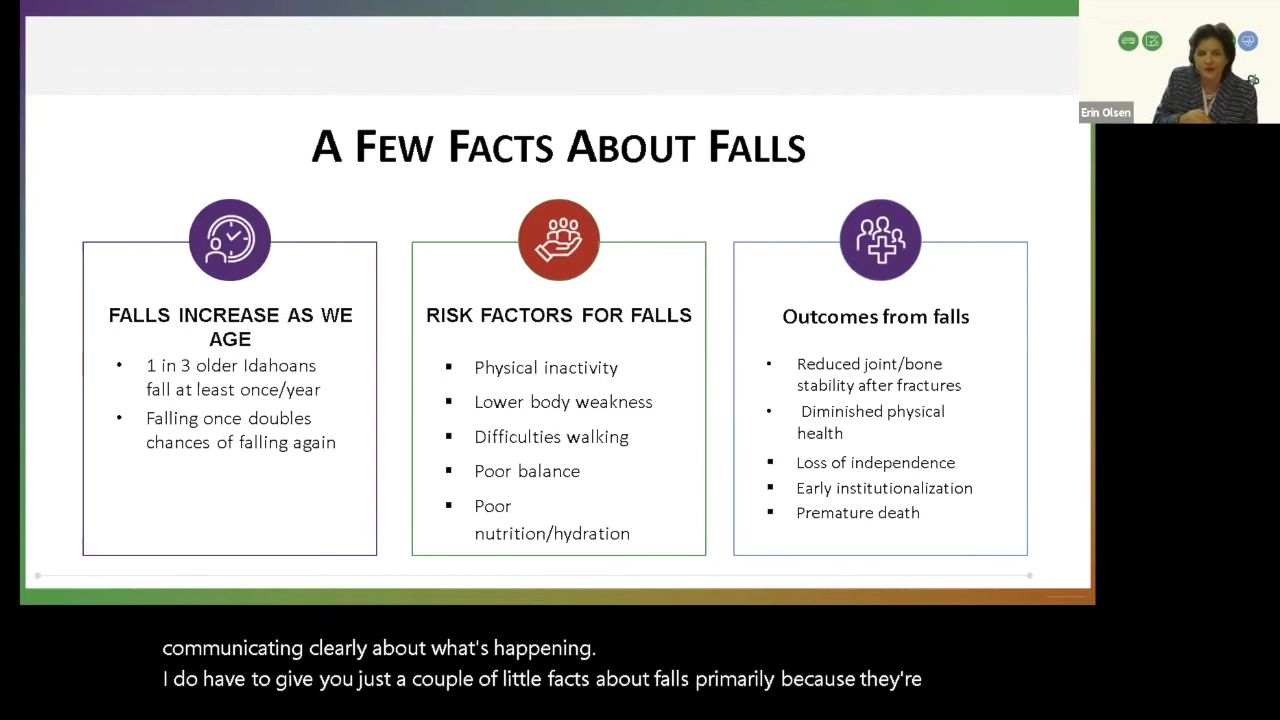 A FEW FACTS ABOUT FALLS
FALLS INCREASE AS WE
AGE
• 1 in 3 older Idahoans
fall at least once/year
• Falling once doubles
chances of falling again
RISK FACTORS FOR FALLS
▪ Physical inactivity
▪ Lower body weakness
▪ Difficulties walking
▪ Poor balance
▪ Poor
nutrition/hydration
Outcomes from falls
• Reduced joint/bone
stability after fractures
• Diminished physical
health
▪ Loss of independence
▪ Early institutionalization
▪ Premature death
Erin Olsen
communicating clearly about what's happening.
I do have to give you just a couple of little facts about falls primarily because they're